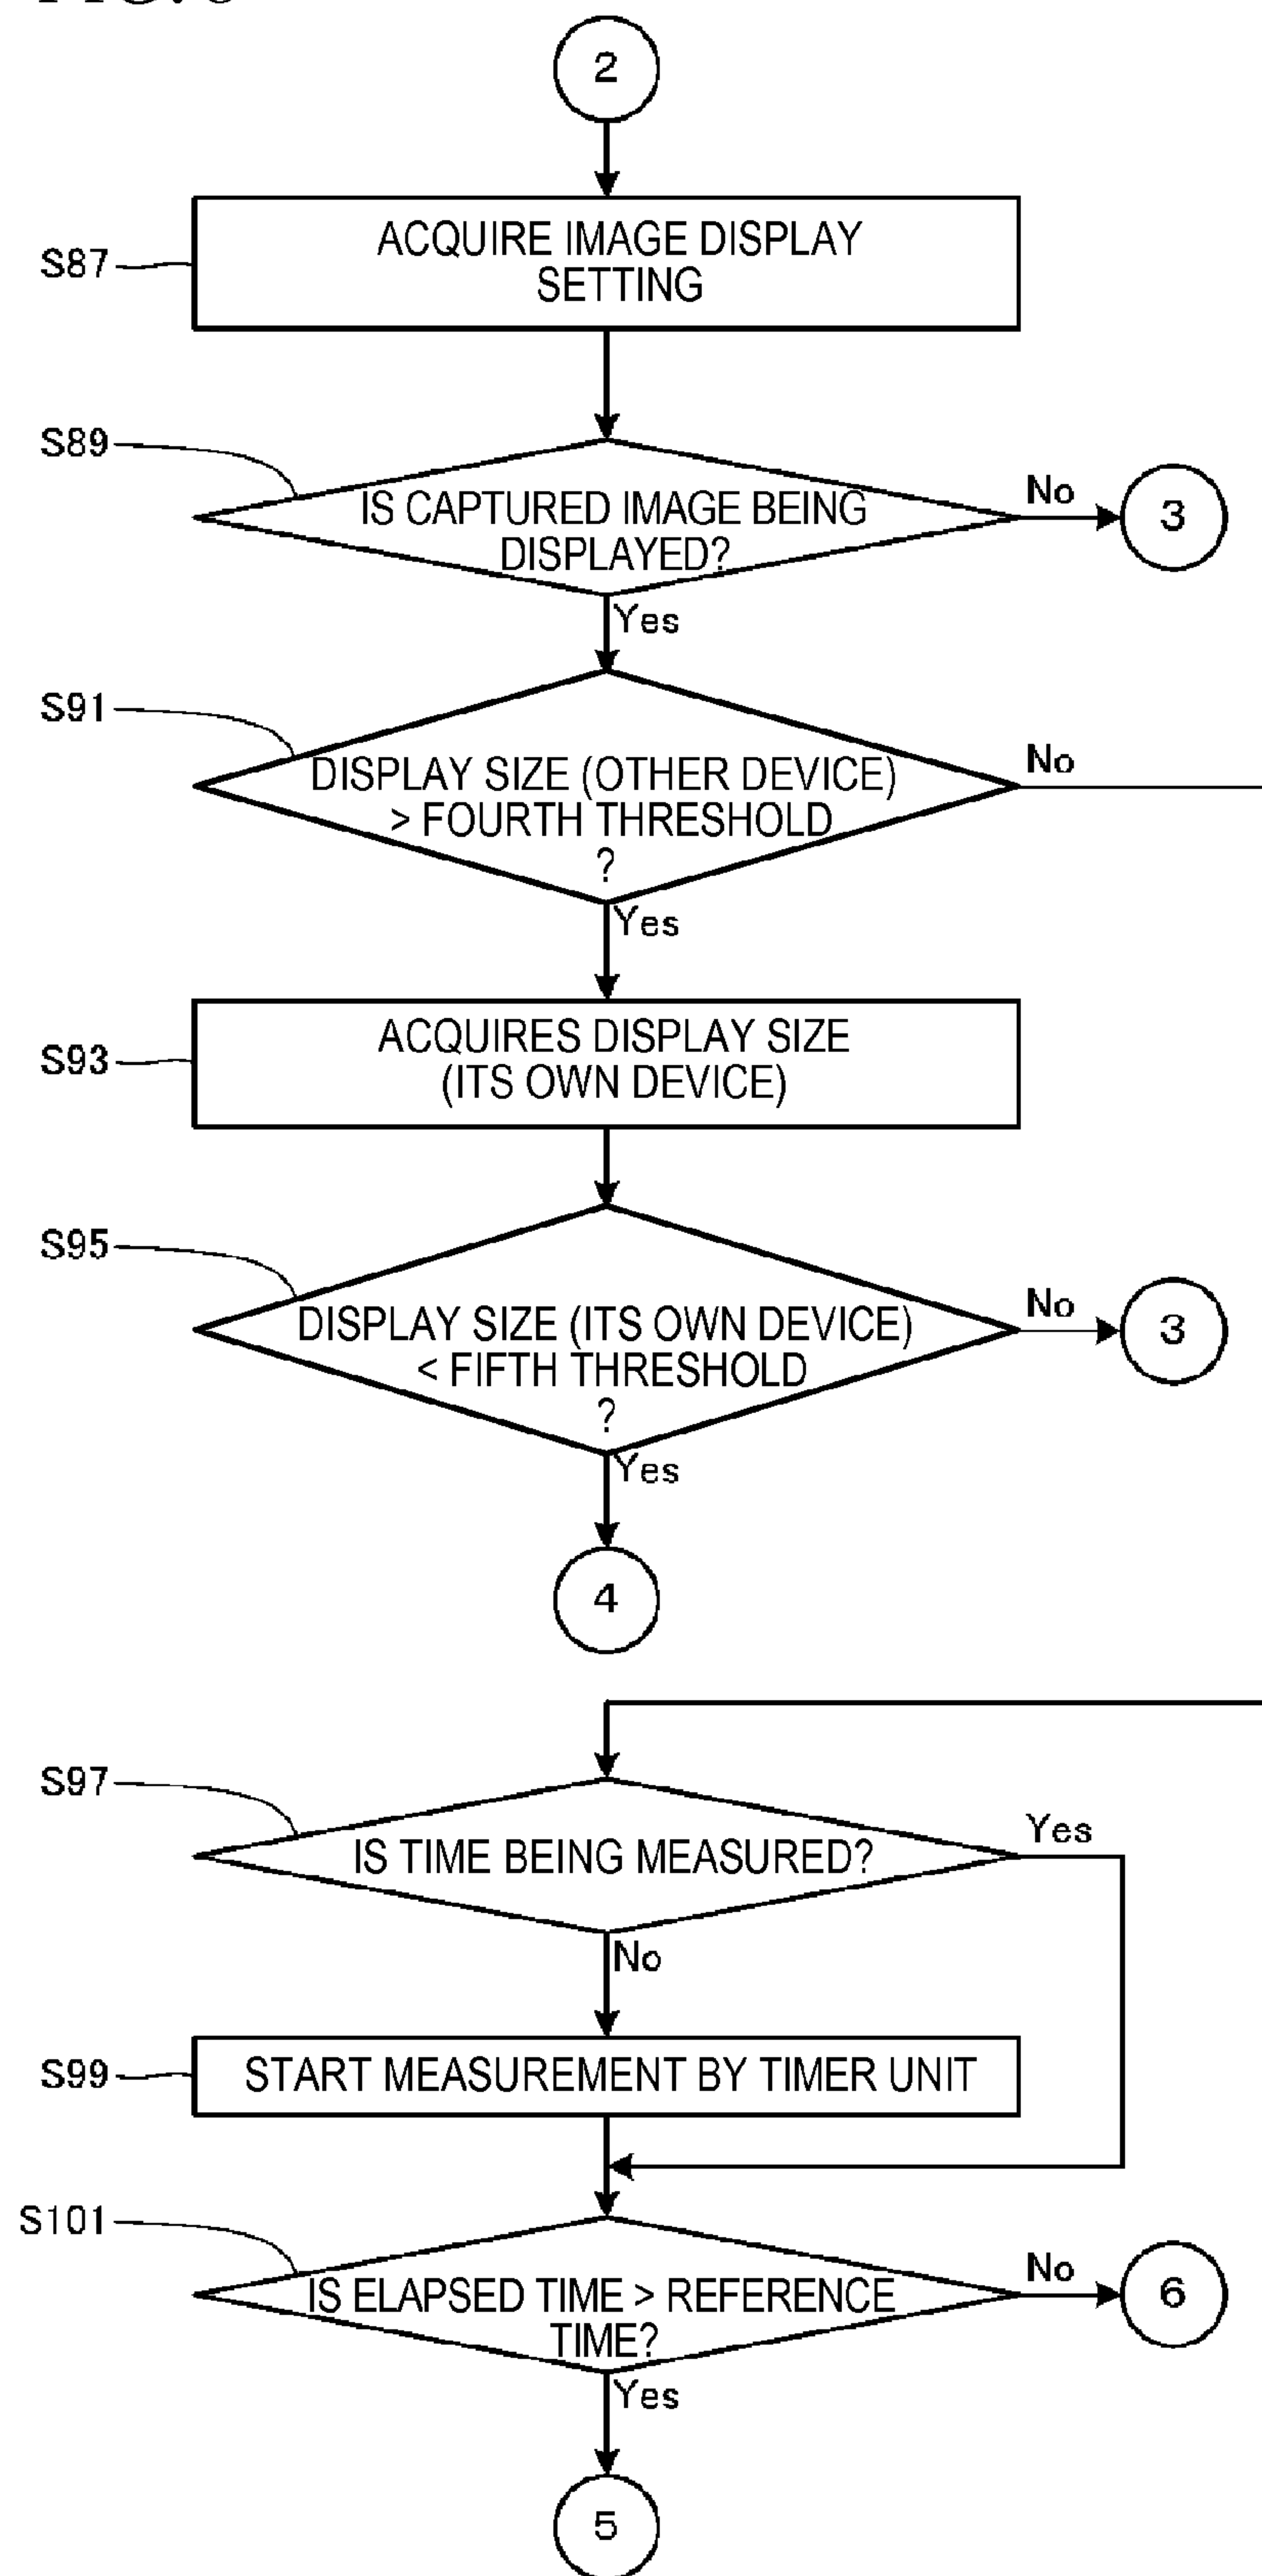 2
S87
ACQUIRE IMAGE DISPLAY
SETTING
S89
IS CAPTURED IMAGE BEING
DISPLAYED?
No
3
Yes
S91
DISPLAY SIZE (OTHER DEVICE)
> FOURTH THRESHOLD
?
No
Yes
S93
ACQUIRES DISPLAY SIZE
(ITS OWN DEVICE)
S95
DISPLAY SIZE (ITS OWN DEVICE)
< FIFTH THRESHOLD
?
No
3
Yes
4
S97
IS TIME BEING MEASURED?
Yes
No
S99
START MEASUREMENT BY TIMER UNIT
S101
IS ELAPSED TIME > REFERENCE
TIME?
No
6
Yes
5